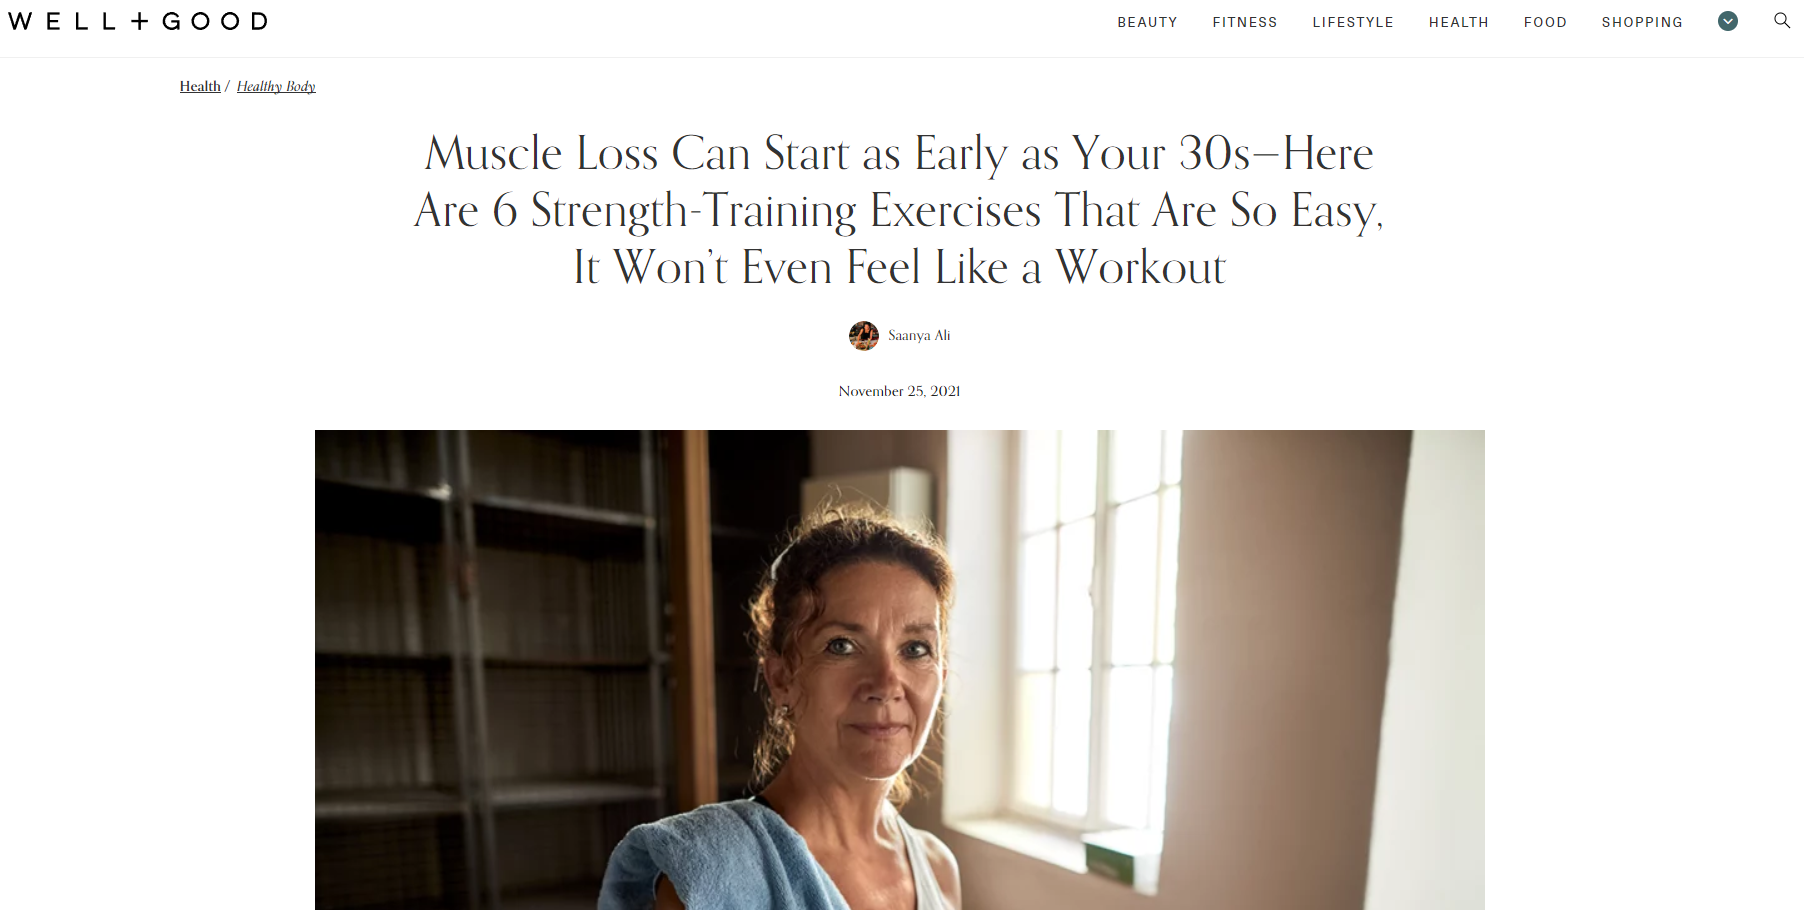 WELL+GOOD
BEAUTY FITNESS LIFESTYLE HEALTH FOOD SHOPPING
Health / Healthy Body
Muscle Loss Can Start as Early as Your 30s—Here
Are 6 Strength-Training Exercises That Are So Easy,
It Won’t Even Feel Like a Workout
Saanya Ali
November 25, 2021